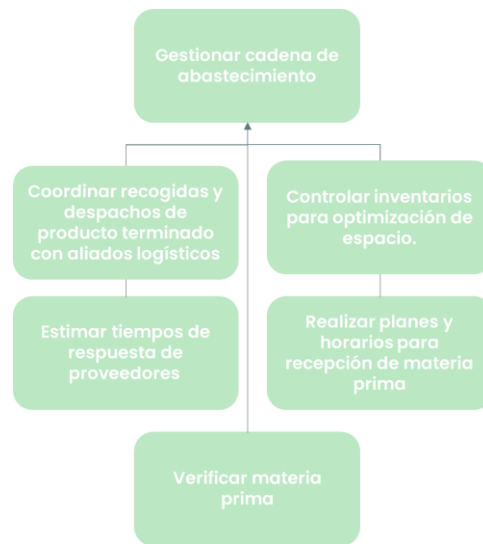 Gestionar cadena de
abastecimiento
Coordinar recogidas y
despachos de
producto terminado
con aliados logísticos
Controlar inventarios
para optimización de
espacio.
Estimar tiempos de
respuesta de
proveedores
Realizar planes y
horarios para
recepción de materia
prima
Verificar materia
prima